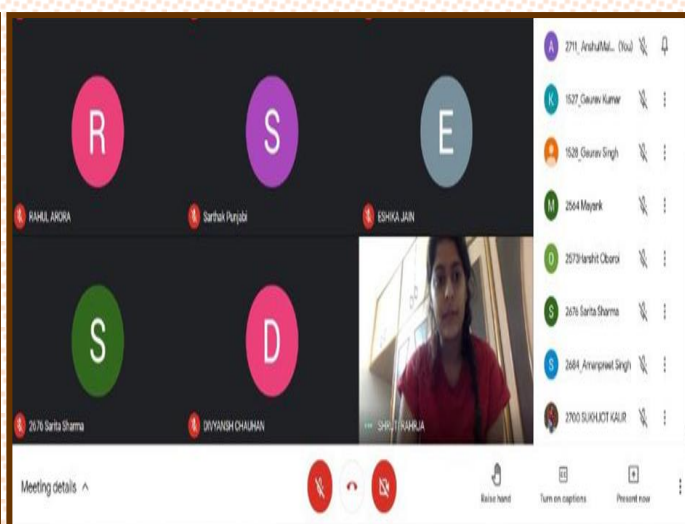 R
S
E
RAHUL ARORA
Sarthak Punjabi
ESHIKA JAIN
S
D
2676 Sarita Sharma
DIVYANSH CHAUHAN
SHRUTI RAHRJA
A 2711_AnshulMal... (You)
K 1527_Gaurav Kumar
1528_Gaurav Singh
M 2564 Mayank
O 2573Harshit Oberoi
S 2676 Sarita Sharma
S 2684_Amanpreet Singh
2700 SUKHJOT KAUR
Meeting details
Raise hand
Turn on captions
Present now